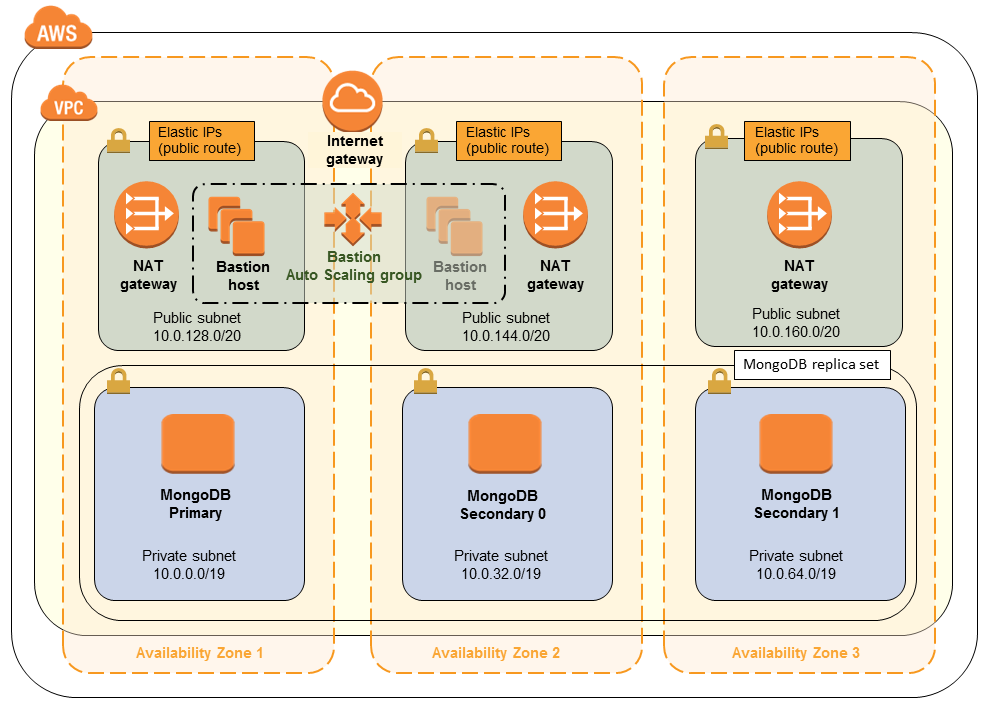 AWS
VPC
Elastic IPs
(public route)
Internet
gateway
Elastic IPs
(public route)
Elastic IPs
(public route)
NAT
gateway
Bastion
host
Bastion
Auto Scaling group
Bastion
host
NAT
gateway
NAT
gateway
Public subnet
10.0.128.0/20
Public subnet
10.0.144.0/20
Public subnet
10.0.160.0/20
MongoDB replica set
MongoDB
Primary
MongoDB
Secondary 0
MongoDB
Secondary 1
Private subnet
10.0.0.0/19
Private subnet
10.0.32.0/19
Private subnet
10.0.64.0/19
Availability Zone 1
Availability Zone 2
Availability Zone 3